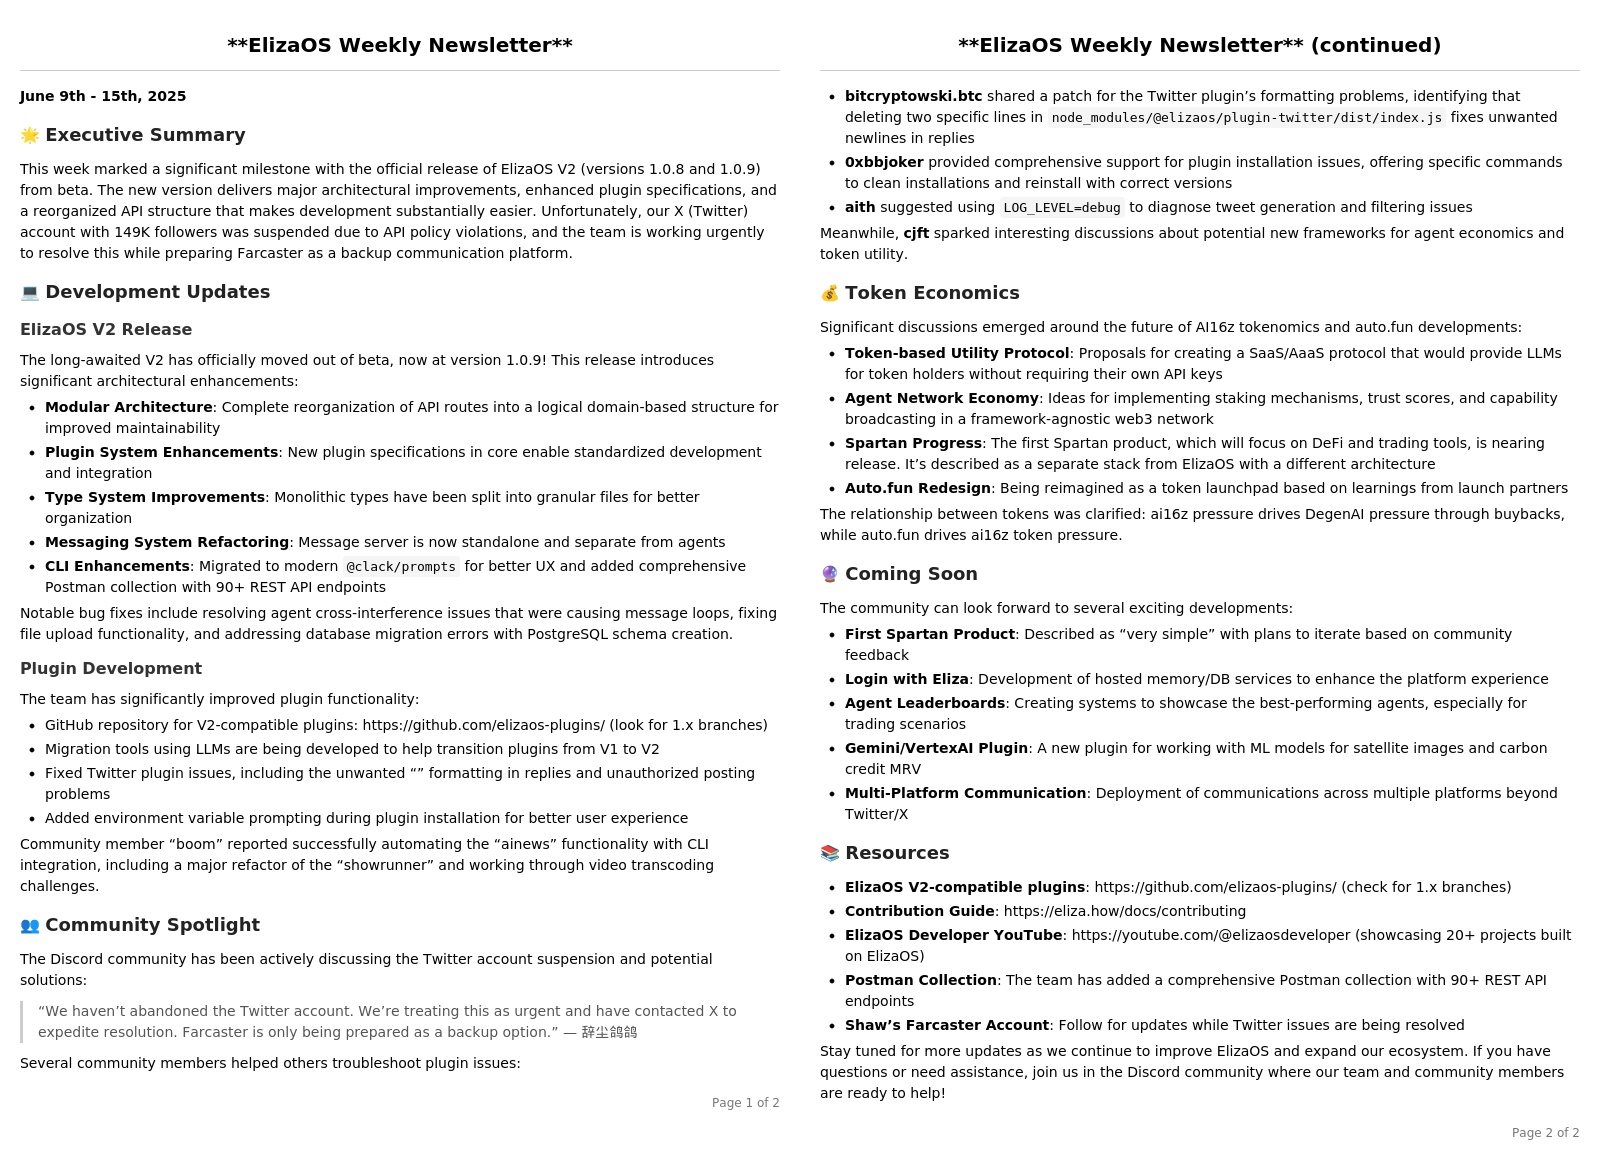 **ElizaOS Weekly Newsletter**
June 9th - 15th, 2025
🌟 Executive Summary
This week marked a significant milestone with the official release of ElizaOS V2 (versions 1.0.8 and 1.0.9)
from beta. The new version delivers major architectural improvements, enhanced plugin specifications, and
a reorganized API structure that makes development substantially easier. Unfortunately, our X (Twitter)
account with 149K followers was suspended due to API policy violations, and the team is working urgently
to resolve this while preparing Farcaster as a backup communication platform.
💻 Development Updates
ElizaOS V2 Release
The long-awaited V2 has officially moved out of beta, now at version 1.0.9! This release introduces
significant architectural enhancements:
• Modular Architecture: Complete reorganization of API routes into a logical domain-based structure for
improved maintainability
• Plugin System Enhancements: New plugin specifications in core enable standardized development
and integration
• Type System Improvements: Monolithic types have been split into granular files for better
organization
• Messaging System Refactoring: Message server is now standalone and separate from agents
• CLI Enhancements: Migrated to modern @clack/prompts for better UX and added comprehensive
Postman collection with 90+ REST API endpoints
Notable bug fixes include resolving agent cross-interference issues that were causing message loops, fixing
file upload functionality, and addressing database migration errors with PostgreSQL schema creation.
Plugin Development
The team has significantly improved plugin functionality:
• GitHub repository for V2-compatible plugins: https://github.com/elizaos-plugins/ (look for 1.x branches)
• Migration tools using LLMs are being developed to help transition plugins from V1 to V2
• Fixed Twitter plugin issues, including the unwanted “” formatting in replies and unauthorized posting
problems
• Added environment variable prompting during plugin installation for better user experience
Community member “boom” reported successfully automating the “ainews” functionality with CLI
integration, including a major refactor of the “showrunner” and working through video transcoding
challenges.
👥 Community Spotlight
The Discord community has been actively discussing the Twitter account suspension and potential
solutions:
“We haven’t abandoned the Twitter account. We’re treating this as urgent and have contacted X to
expedite resolution. Farcaster is only being prepared as a backup option.” — 辞尘鸽鸽
Several community members helped others troubleshoot plugin issues:
Page 1 of 2
**ElizaOS Weekly Newsletter** (continued)
• bitcryptowski.btc shared a patch for the Twitter plugin’s formatting problems, identifying that
deleting two specific lines in node_modules/@elizaos/plugin-twitter/dist/index.js fixes unwanted
newlines in replies
• 0xbbjoker provided comprehensive support for plugin installation issues, offering specific commands
to clean installations and reinstall with correct versions
• aith suggested using LOG_LEVEL=debug to diagnose tweet generation and filtering issues
Meanwhile, cjft sparked interesting discussions about potential new frameworks for agent economics and
token utility.
💰 Token Economics
Significant discussions emerged around the future of AI16z tokenomics and auto.fun developments:
• Token-based Utility Protocol: Proposals for creating a SaaS/AaaS protocol that would provide LLMs
for token holders without requiring their own API keys
• Agent Network Economy: Ideas for implementing staking mechanisms, trust scores, and capability
broadcasting in a framework-agnostic web3 network
• Spartan Progress: The first Spartan product, which will focus on DeFi and trading tools, is nearing
release. It’s described as a separate stack from ElizaOS with a different architecture
• Auto.fun Redesign: Being reimagined as a token launchpad based on learnings from launch partners
The relationship between tokens was clarified: ai16z pressure drives DegenAI pressure through buybacks,
while auto.fun drives ai16z token pressure.
🔮 Coming Soon
The community can look forward to several exciting developments:
• First Spartan Product: Described as “very simple” with plans to iterate based on community
feedback
• Login with Eliza: Development of hosted memory/DB services to enhance the platform experience
• Agent Leaderboards: Creating systems to showcase the best-performing agents, especially for
trading scenarios
• Gemini/VertexAI Plugin: A new plugin for working with ML models for satellite images and carbon
credit MRV
• Multi-Platform Communication: Deployment of communications across multiple platforms beyond
Twitter/X
📚 Resources
• ElizaOS V2-compatible plugins: https://github.com/elizaos-plugins/ (check for 1.x branches)
• Contribution Guide: https://eliza.how/docs/contributing
• ElizaOS Developer YouTube: https://youtube.com/@elizaosdeveloper (showcasing 20+ projects built
on ElizaOS)
• Postman Collection: The team has added a comprehensive Postman collection with 90+ REST API
endpoints
• Shaw’s Farcaster Account: Follow for updates while Twitter issues are being resolved
Stay tuned for more updates as we continue to improve ElizaOS and expand our ecosystem. If you have
questions or need assistance, join us in the Discord community where our team and community members
are ready to help!
Page 2 of 2